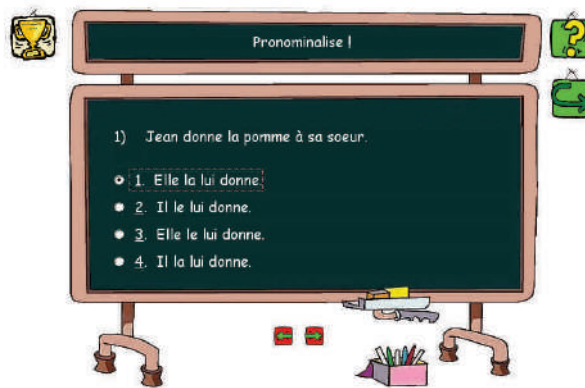 Pronominalise !
1) Jean donne la pomme à sa soeur.
1. Elle la lui donne.
2. Il le lui donne.
3. Elle le lui donne.
4. Il la lui donne.